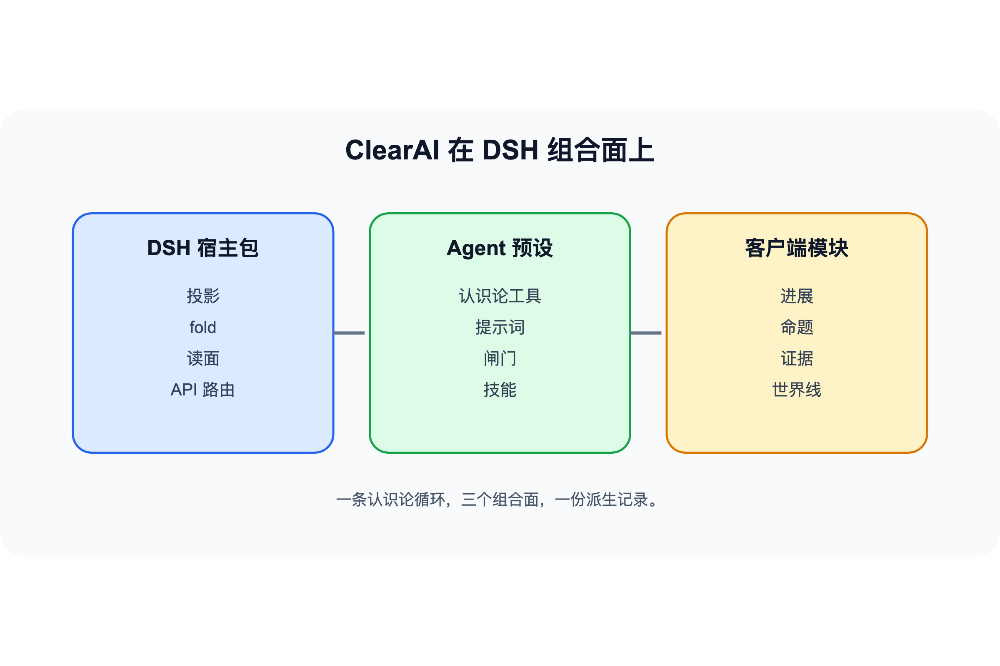 ClearAI 在 DSH 组合面上
DSH 宿主包
投影
fold
读面
API 路由
Agent 预设
认识论工具
提示词
闸门
技能
客户端模块
进展
命题
证据
世界线
一条认识论循环，三个组合面，一份派生记录。